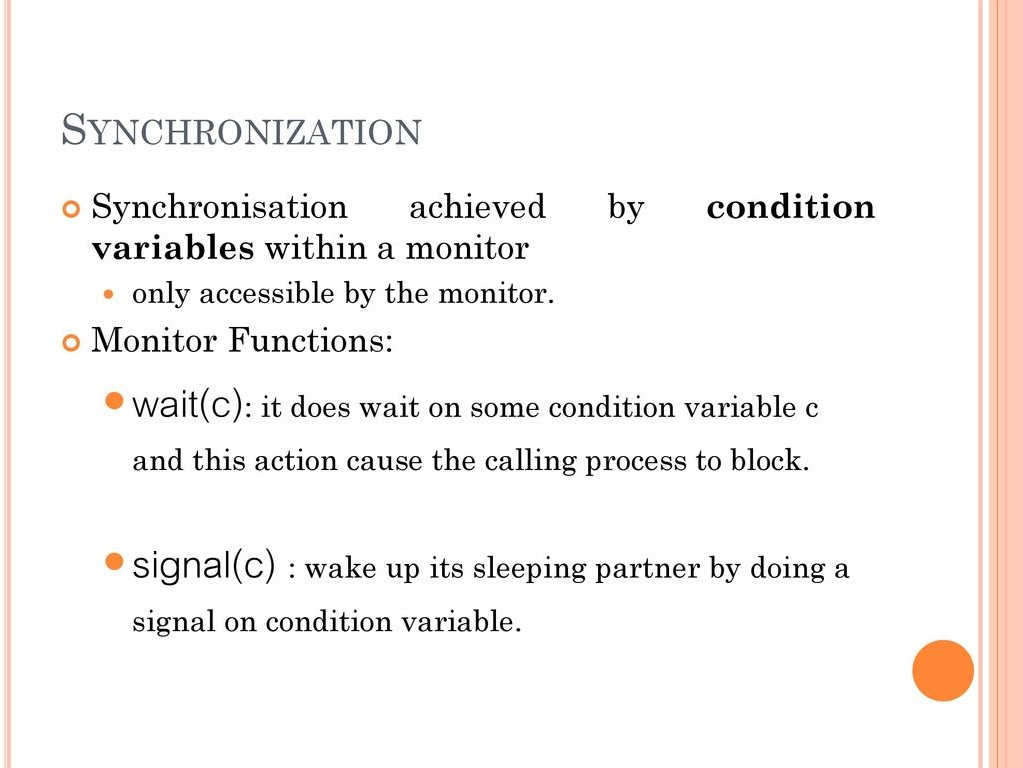 SYNCHRONIZATION
Synchronisation achieved by condition
variables within a monitor
only accessible by the monitor.
Monitor Functions:
wait(c): it does wait on some condition variable c
and this action cause the calling process to block.
signal(c) : wake up its sleeping partner by doing a
signal on condition variable.